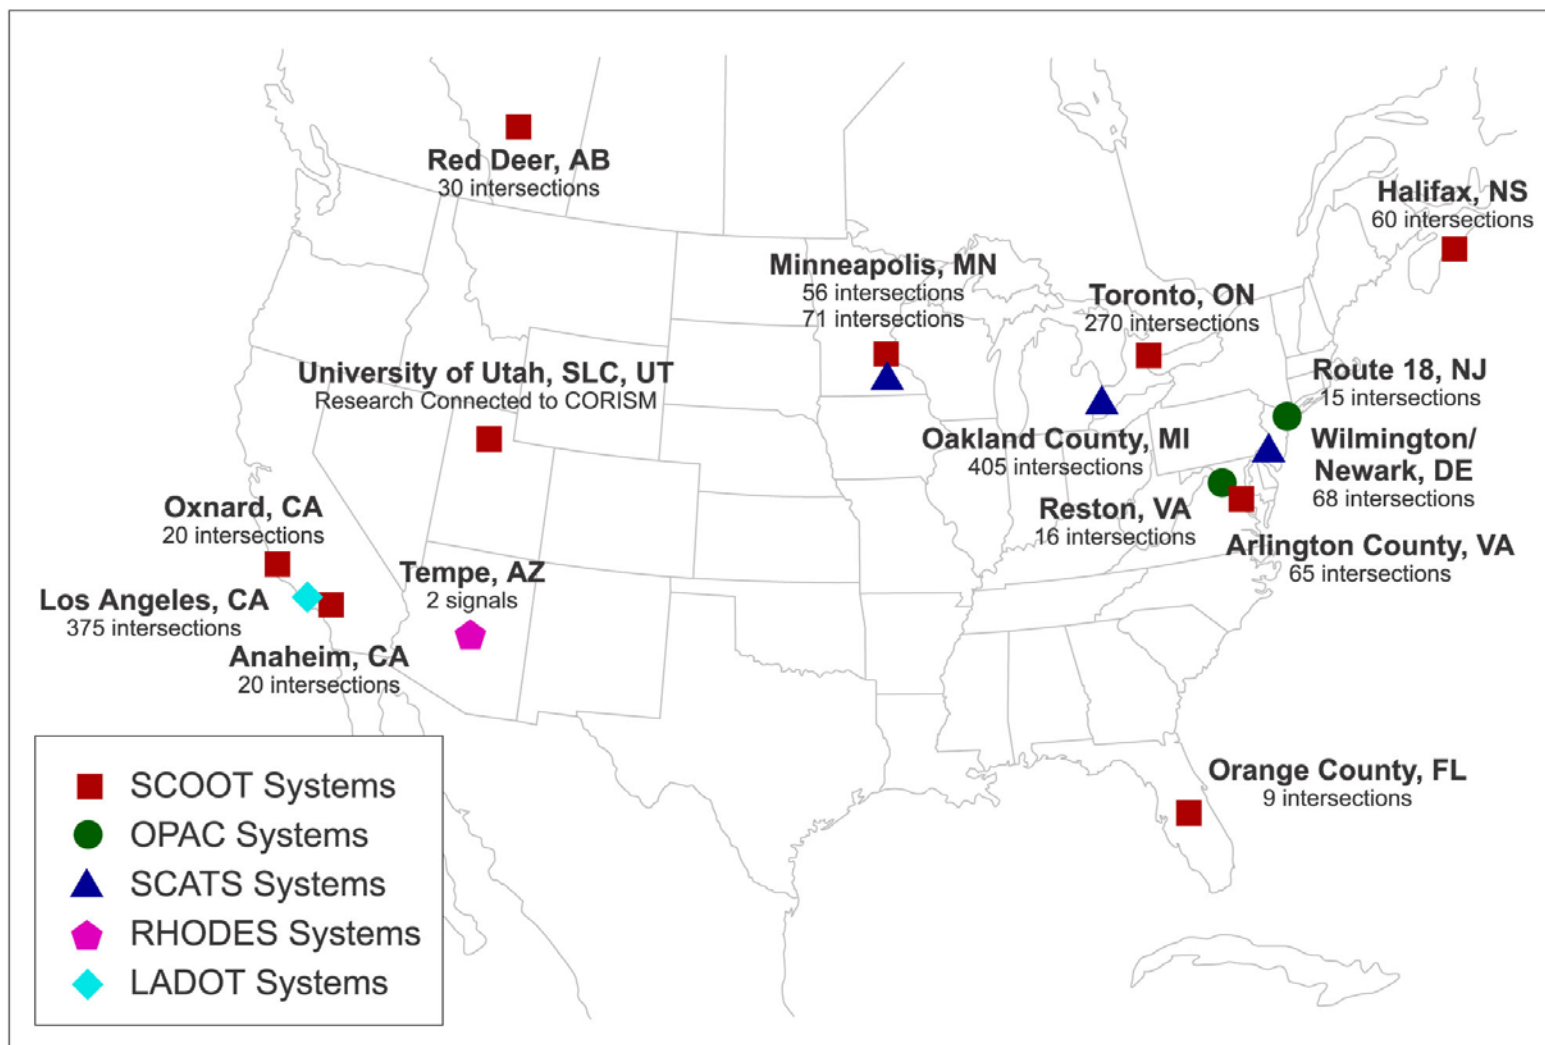 Red Deer, AB
30 intersections
Halifax, NS
60 intersections
Minneapolis, MN
56 intersections
71 intersections
Toronto, ON
270 intersections
University of Utah, SLC, UT
Research Connected to CORISM
Route 18, NJ
15 intersections
Oakland County, MI
405 intersections
Wilmington/
Newark, DE
68 intersections
Oxnard, CA
20 intersections
Reston, VA
16 intersections
Arlington County, VA
65 intersections
Tempe, AZ
2 signals
Los Angeles, CA
375 intersections
Anaheim, CA
20 intersections
Orange County, FL
9 intersections
SCOOT Systems
OPAC Systems
SCATS Systems
RHODES Systems
LADOT Systems